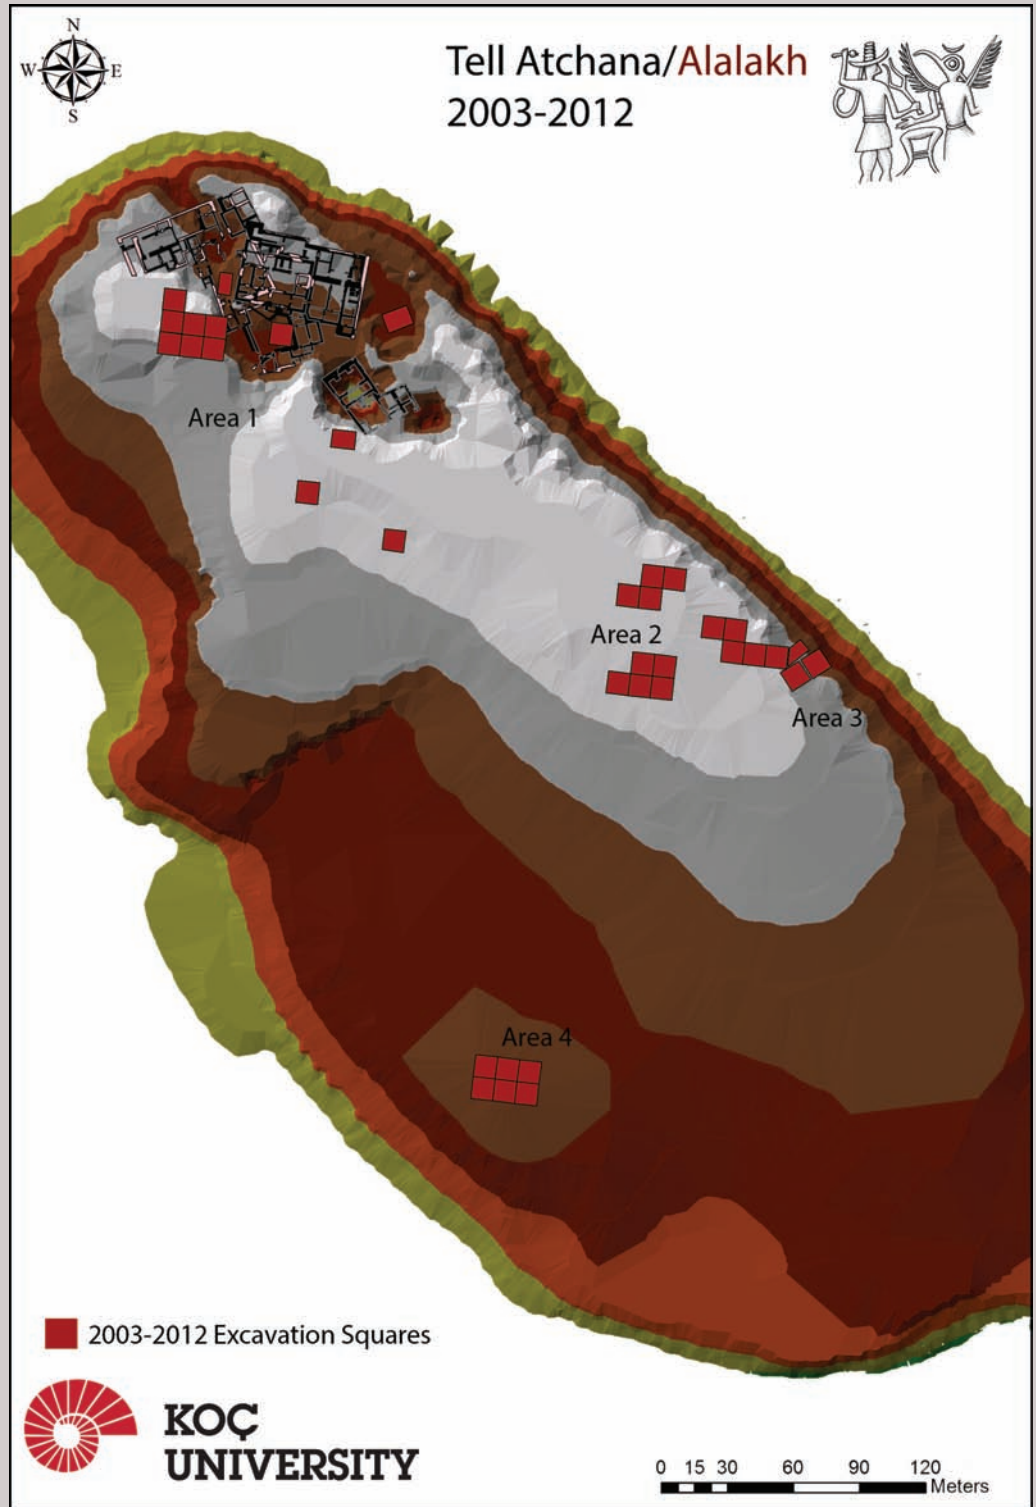 N
W E
S
Tell Atchana/Alalakh
2003-2012
Area 1
Area 2
Area 3
Area 4
2003-2012 Excavation Squares
KOÇ
UNIVERSITY
0 15 30 60 90 120
Meters